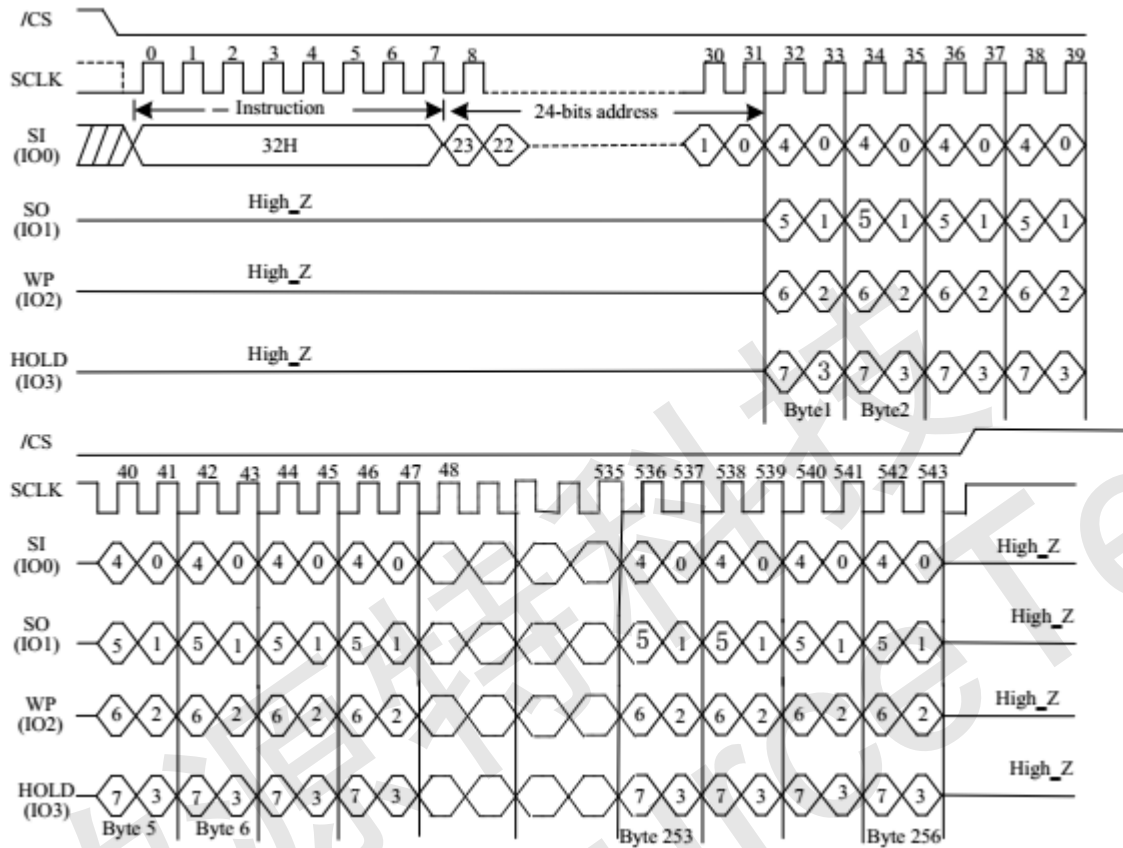 /CS
0 1 2 3 4 5 6 7 8 30 31 32 33 34 35 36 37 38 39
SCLK
Instruction 24-bits address
SI
(IO0) 32H 23 22 1 0 4 0 4 0 4 0 4 0
High_Z
SO
(IO1) 5 1 5 1 5 1 5 1
High_Z
WP
(IO2) 6 2 6 2 6 2 6 2
High_Z
HOLD
(IO3) 7 3 7 3 7 3 7 3
Byte1 Byte2
/CS
40 41 42 43 44 45 46 47 48 535 536 537 538 539 540 541 542 543
SCLK
SI
(IO0) 4 0 4 0 4 0 4 0 4 0 4 0 4 0 4 0 High_Z
SO
(IO1) 5 1 5 1 5 1 5 1 5 1 5 1 5 1 5 1 High_Z
WP
(IO2) 6 2 6 2 6 2 6 2 6 2 6 2 6 2 6 2 High_Z
HOLD
(IO3) 7 3 7 3 7 3 7 3 7 3 7 3 7 3 7 3 High_Z
Byte 5 Byte 6 Byte 253 Byte 256
源特科技